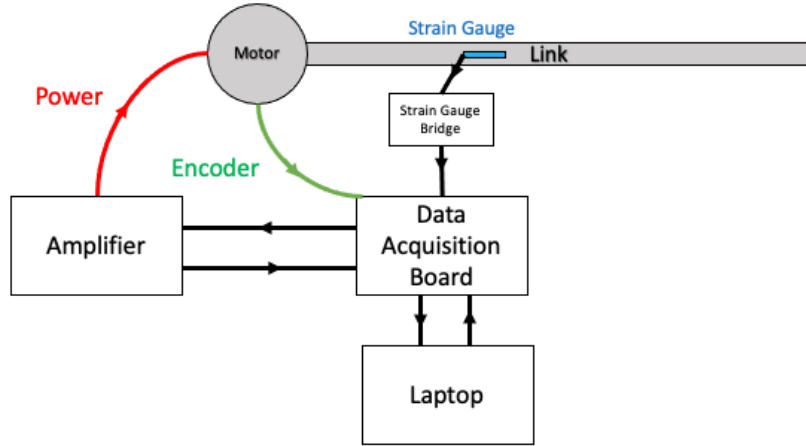 Strain Gauge
Motor
Link
Power
Strain Gauge
Bridge
Encoder
Amplifier
Data
Acquisition
Board
Laptop